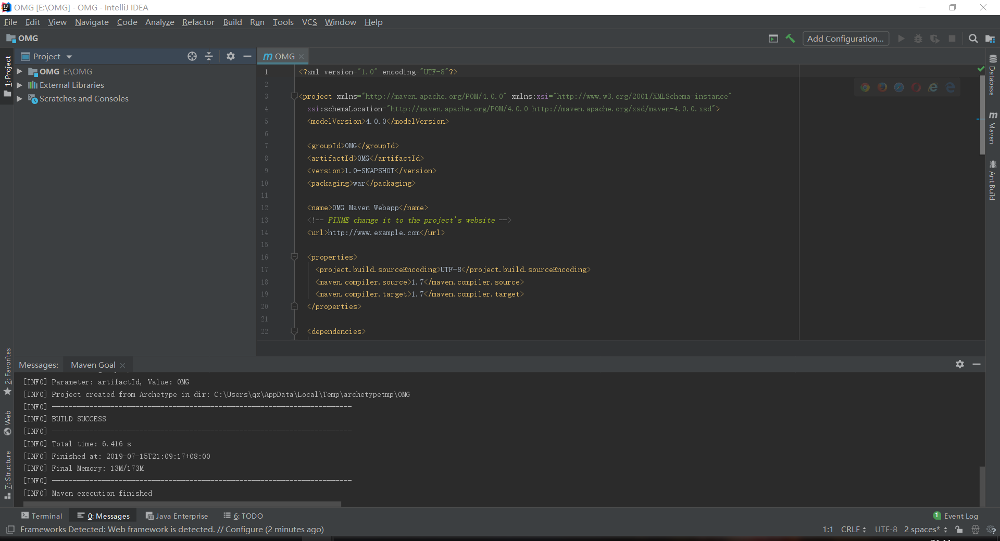 OMG [E:\OMG] - OMG - IntelliJ IDEA
File Edit View Navigate Code Analyze Refactor Build Run Tools VCS Window Help
OMG
Add Configuration...
1: Project
Project
OMG E:\OMG
External Libraries
Scratches and Consoles
m OMG
1 <?xml version="1.0" encoding="UTF-8"?>
2
3 <project xmlns="http://maven.apache.org/POM/4.0.0" xmlns:xsi="http://www.w3.org/2001/XMLSchema-instance"
4 xsi:schemaLocation="http://maven.apache.org/POM/4.0.0 http://maven.apache.org/xsd/maven-4.0.0.xsd">
5 <modelVersion>4.0.0</modelVersion>
6
7 <groupId>OMG</groupId>
8 <artifactId>OMG</artifactId>
9 <version>1.0-SNAPSHOT</version>
10 <packaging>war</packaging>
11
12 <name>OMG Maven Webapp</name>
13 <!-- FIXME change it to the project's website -->
14 <url>http://www.example.com</url>
15
16 <properties>
17 <project.build.sourceEncoding>UTF-8</project.build.sourceEncoding>
18 <maven.compiler.source>1.7</maven.compiler.source>
19 <maven.compiler.target>1.7</maven.compiler.target>
20 </properties>
21
22 <dependencies>
Database
m Maven
Ant Build
2: Favorites
Web
7: Structure
Messages: Maven Goal
[INFO] Parameter: artifactId, Value: OMG
[INFO] Project created from Archetype in dir: C:\Users\qx\AppData\Local\Temp\archetypetmp\OMG
[INFO] ------------------------------------------------------------------------
[INFO] BUILD SUCCESS
[INFO] ------------------------------------------------------------------------
[INFO] Total time: 6.416 s
[INFO] Finished at: 2019-07-15T21:09:17+08:00
[INFO] Final Memory: 13M/173M
[INFO] ------------------------------------------------------------------------
[INFO] Maven execution finished
Terminal 0: Messages Java Enterprise 6: TODO 1 Event Log
Frameworks Detected: Web framework is detected. // Configure (2 minutes ago) 1:1 CRLF UTF-8 2 spaces*